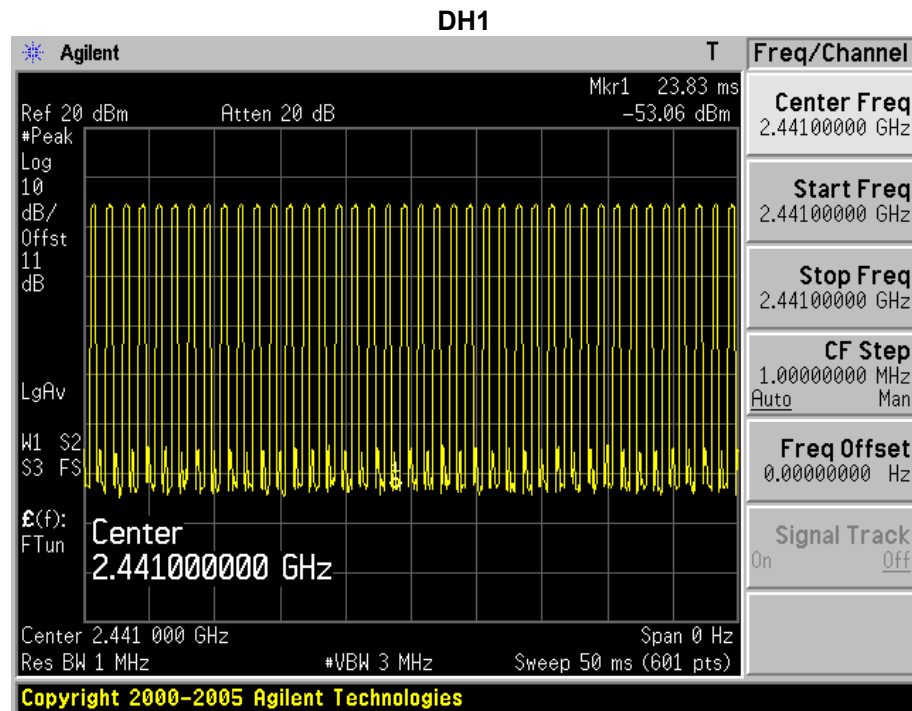 DH1
Agilent T Freq/Channel
Mkr1 23.83 ms
Ref 20 dBm Atten 20 dB -53.06 dBm
#Peak
Log
10
dB/
Offst
11
dB
LgAv
W1 S2
S3 FS
£(f):
FTun
1
Center
2.441000000 GHz
Center 2.441 000 GHz Span 0 Hz
Res BW 1 MHz #VBW 3 MHz Sweep 50 ms (601 pts)
Center Freq
2.44100000 GHz
Start Freq
2.44100000 GHz
Stop Freq
2.44100000 GHz
CF Step
1.00000000 MHz
Auto Man
Freq Offset
0.00000000 Hz
Signal Track
On Off
Copyright 2000-2005 Agilent Technologies